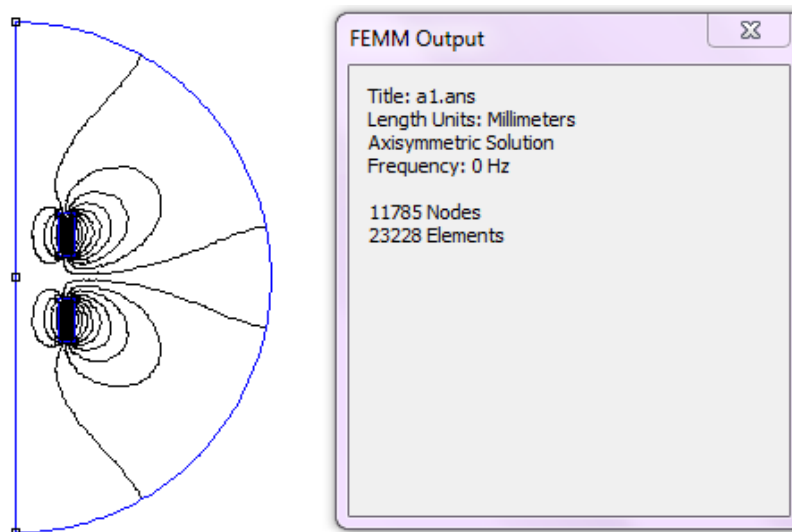 FEMM Output
Title: a1.ans
Length Units: Millimeters
Axisymmetric Solution
Frequency: 0 Hz
11785 Nodes
23228 Elements